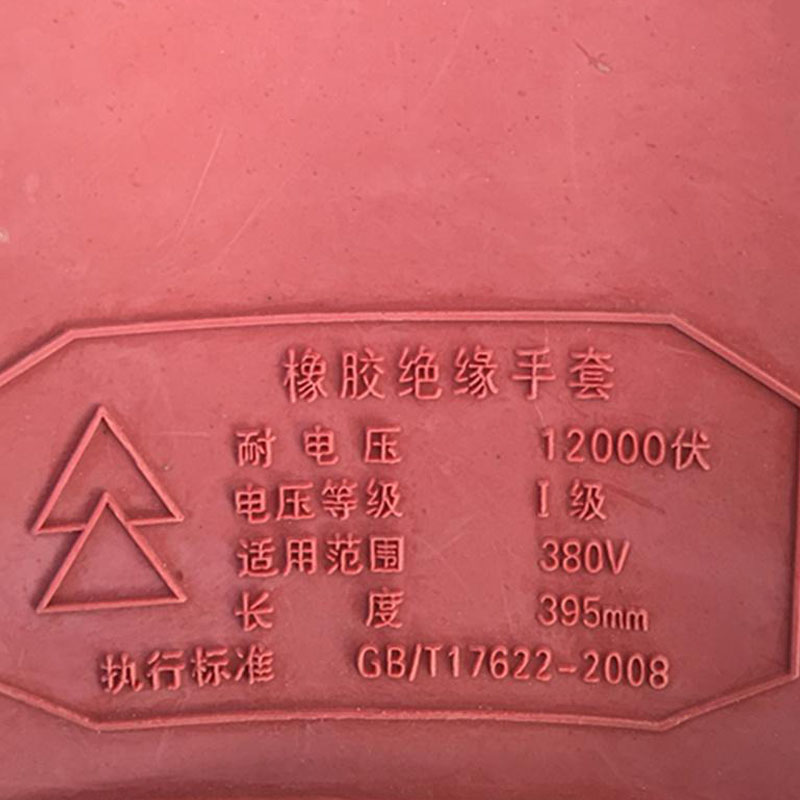 橡胶绝缘手套
耐电压 12000伏
电压等级 I级
适用范围 380V
长度 395mm
执行标准 GB/T17622-2008